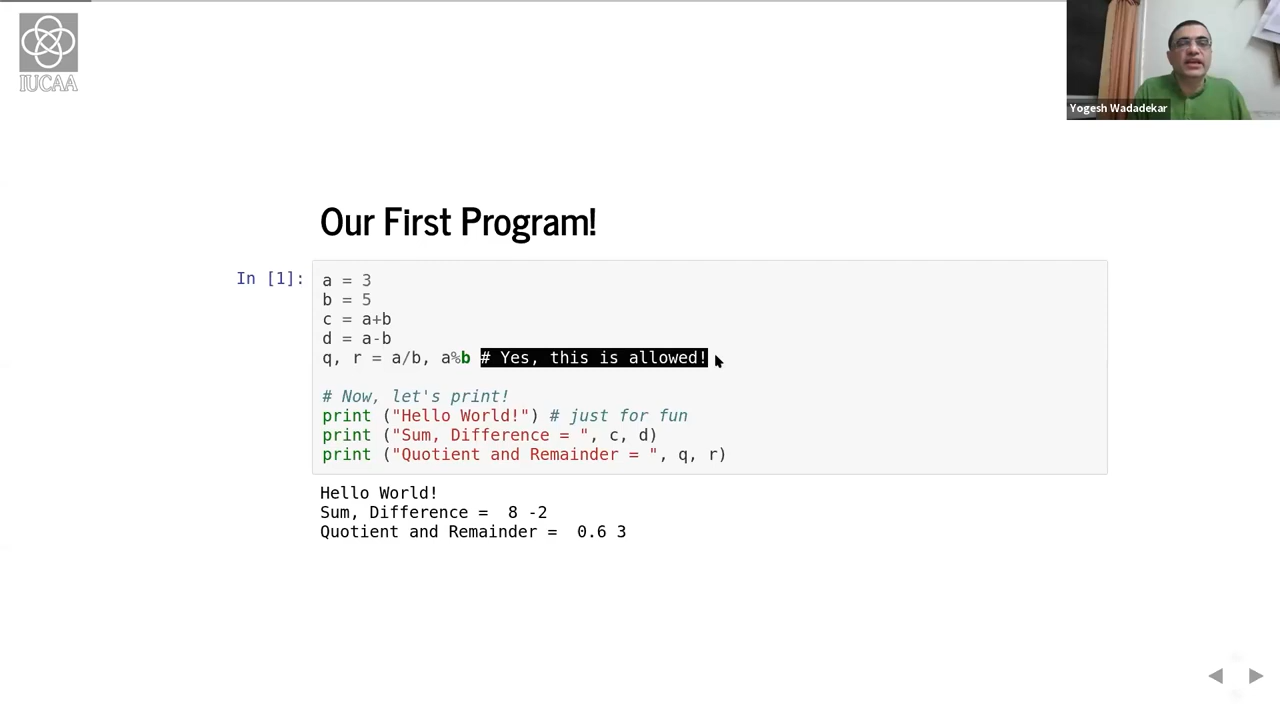 IUCAA
Yogesh Wadadekar
Our First Program!
In [1]:
a = 3
b = 5
c = a+b
d = a-b
q, r = a/b, a%b # Yes, this is allowed!
# Now, let's print!
print ("Hello World!") # just for fun
print ("Sum, Difference = ", c, d)
print ("Quotient and Remainder = ", q, r)
Hello World!
Sum, Difference =  8 -2
Quotient and Remainder =  0.6 3